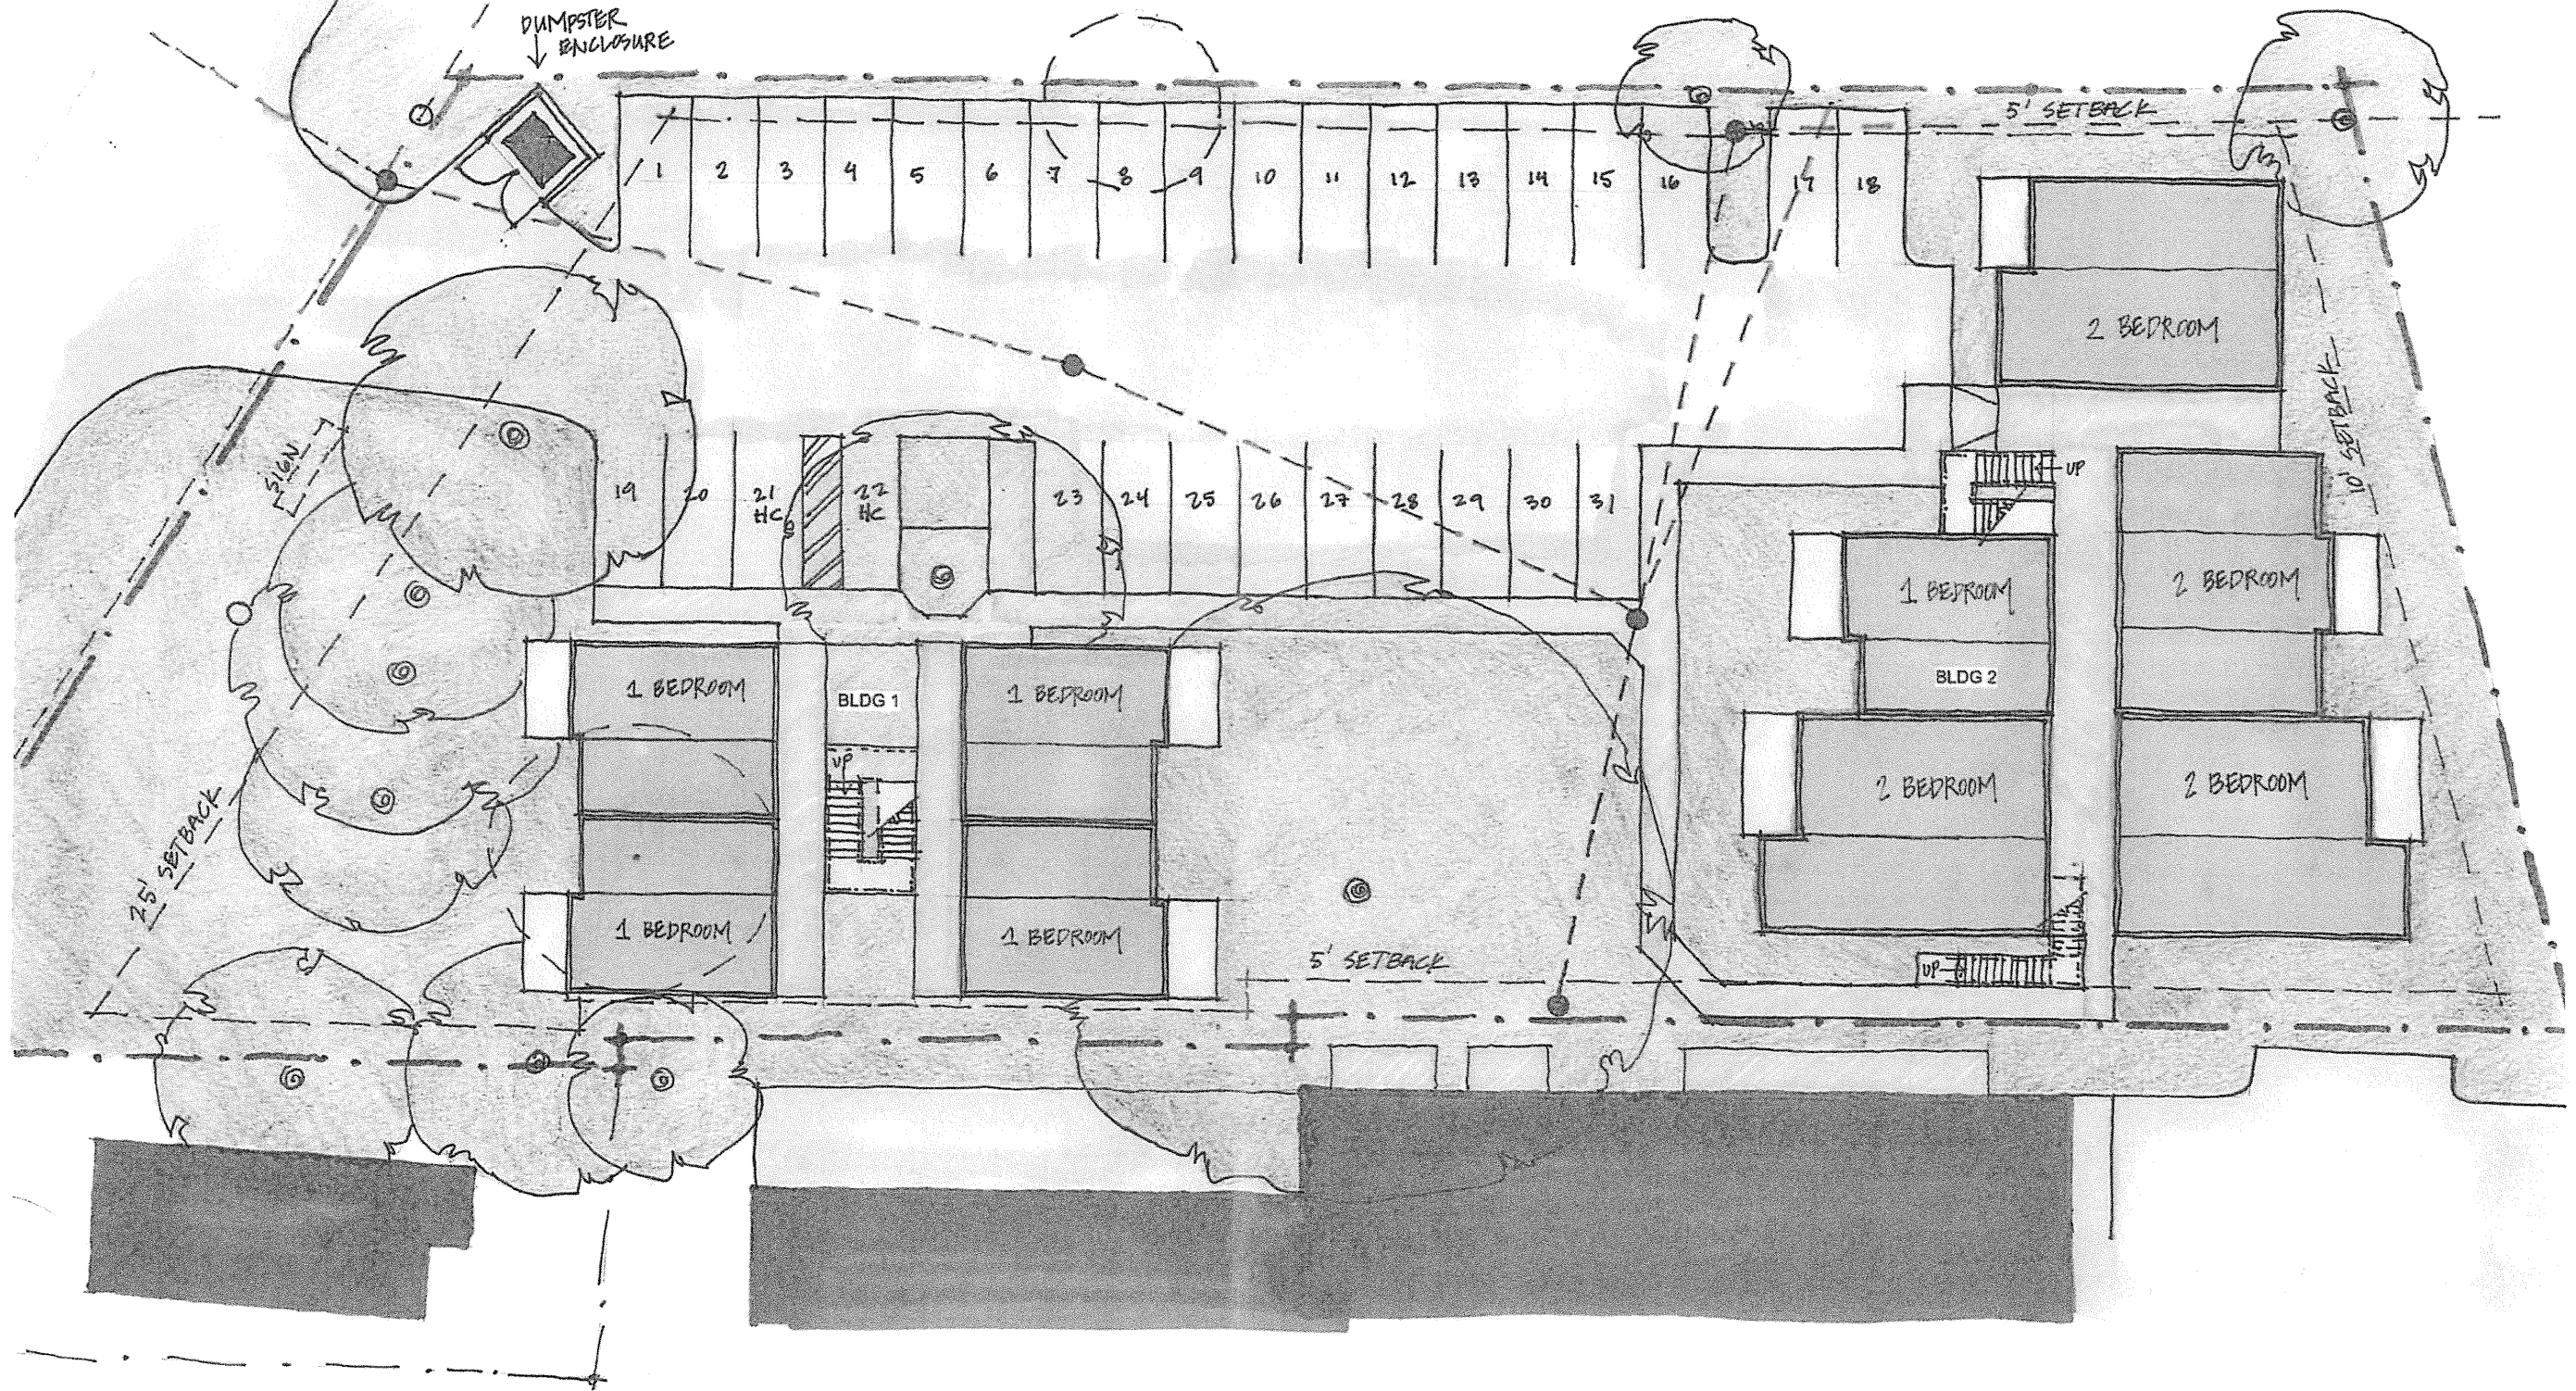 DUMPSTER
ENCLOSURE
5' SETBACK
1 2 3 4 5 6 7 8 9 10 11 12 13 14 15 16 17 18
2 BEDROOM
10' SETBACK
SIGN
19 20 21 HC 22 HC 23 24 25 26 27 28 29 30 31
UP
1 BEDROOM
2 BEDROOM
BLDG 2
1 BEDROOM
BLDG 1
1 BEDROOM
UP
2 BEDROOM
2 BEDROOM
25' SETBACK
1 BEDROOM
1 BEDROOM
5' SETBACK
UP